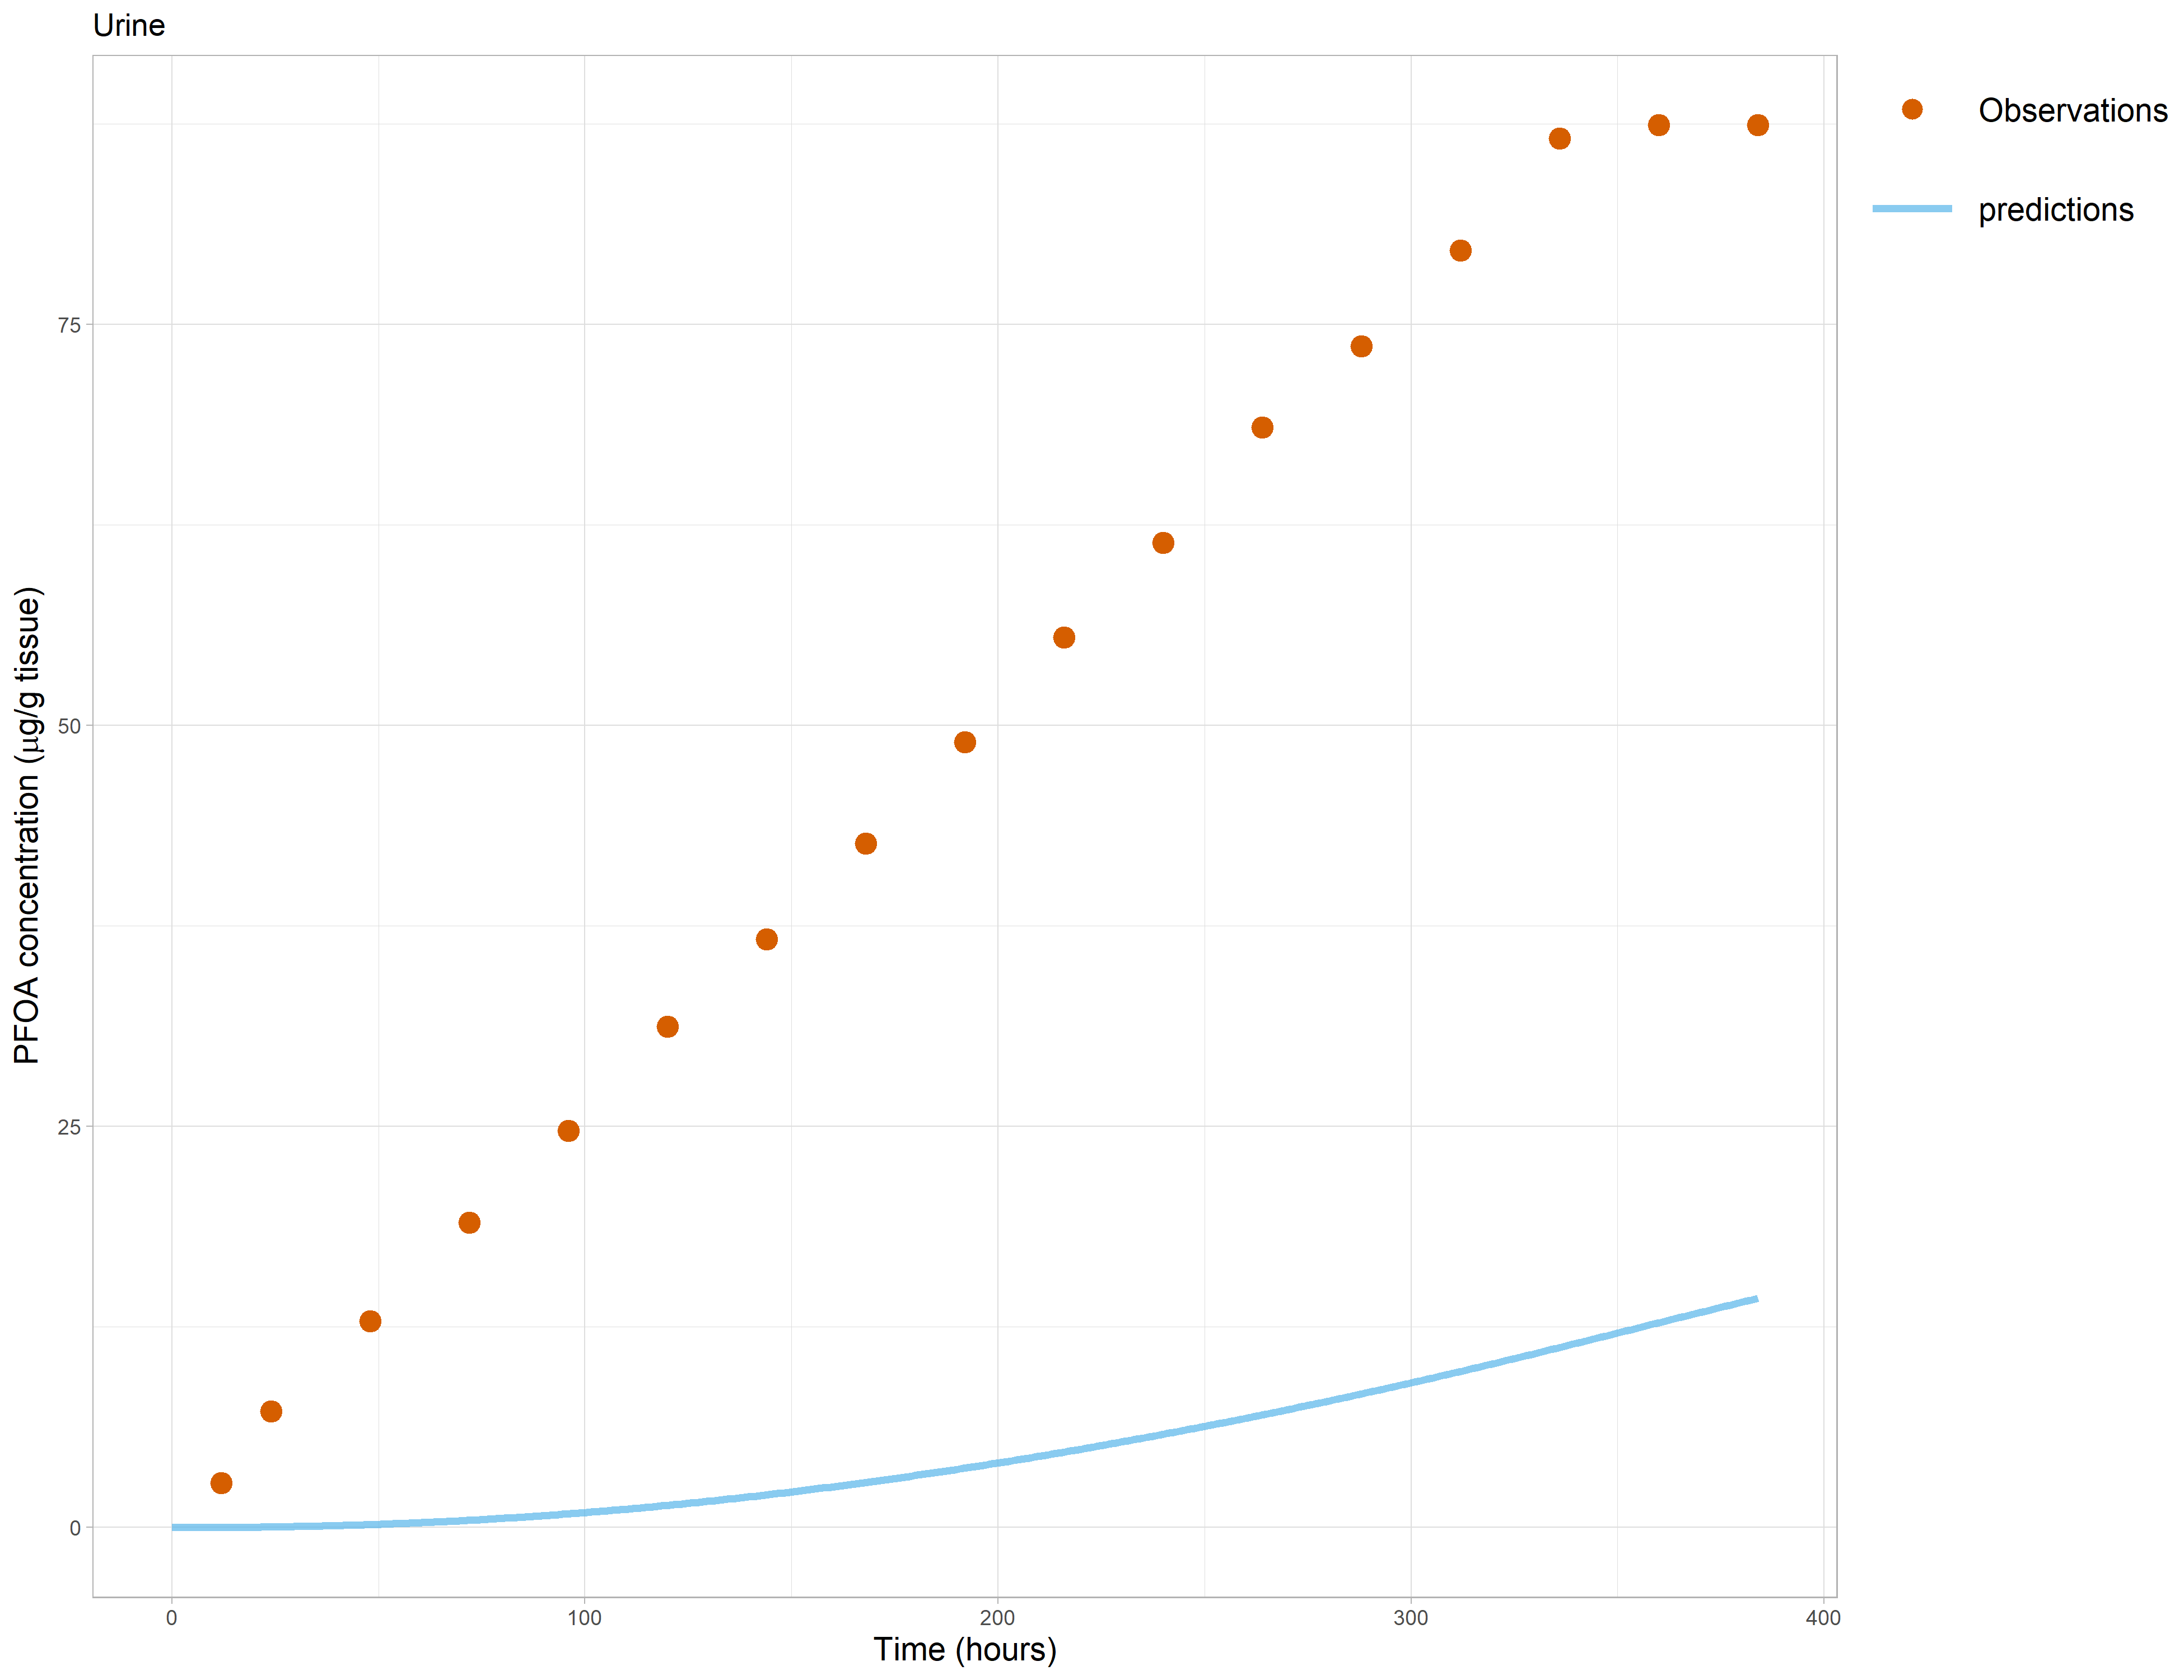 Urine
Observations
predictions
PFOA concentration (μg/g tissue)
75
50
25
0
0 100 200 300 400
Time (hours)